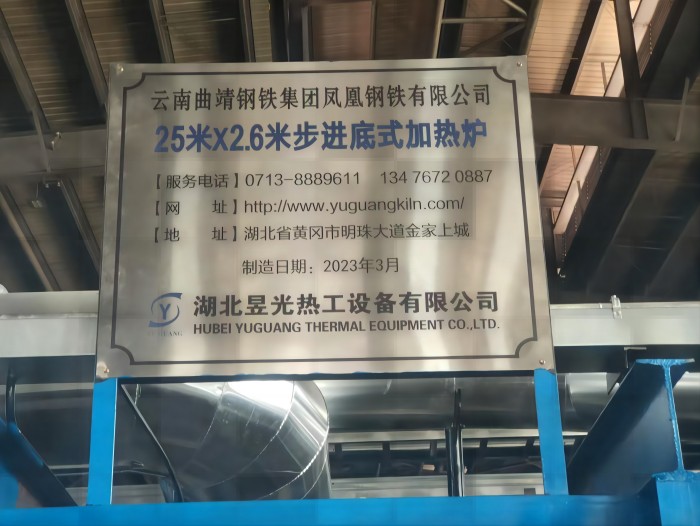 云南曲靖钢铁集团凤凰钢铁有限公司
25米X2.6米步进底式加热炉
【服务电话】0713-8889611 134 7672 0887
【网 址】http://www.yuguangkiln.com/
【地 址】湖北省黄冈市明珠大道金家上城
制造日期：2023年3月
湖北昱光热工设备有限公司
HUBEI YUGUANG THERMAL EQUIPMENT CO.,LTD.